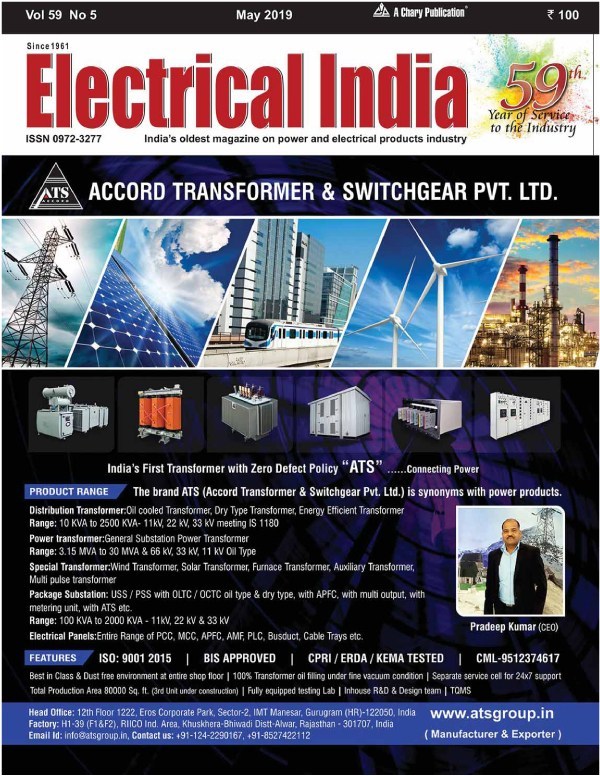 Vol 59 No 5
May 2019
A Chary Publication
₹ 100
Since 1961
Electrical India
59th
Year of Service
to the Industry
ISSN 0972-3277
India's oldest magazine on power and electrical products industry
ATS
ACCORD
ACCORD TRANSFORMER & SWITCHGEAR PVT. LTD.
India's First Transformer with Zero Defect Policy "ATS" ......Connecting Power
PRODUCT RANGE
The brand ATS (Accord Transformer & Switchgear Pvt. Ltd.) is synonyms with power products.
Distribution Transformer:Oil cooled Transformer, Dry Type Transformer, Energy Efficient Transformer
Range: 10 KVA to 2500 KVA- 11kV, 22 kV, 33 kV meeting IS 1180
Power transformer:General Substation Power Transformer
Range: 3.15 MVA to 30 MVA & 66 kV, 33 kV, 11 kV Oil Type
Special Transformer:Wind Transformer, Solar Transformer, Furnace Transformer, Auxiliary Transformer,
Multi pulse transformer
Package Substation: USS / PSS with OLTC / OCTC oil type & dry type, with APFC, with multi output, with
metering unit, with ATS etc.
Range: 100 KVA to 2000 KVA - 11kV, 22 kV & 33 kV
Electrical Panels:Entire Range of PCC, MCC, APFC, AMF, PLC, Busduct, Cable Trays etc.
Pradeep Kumar (CEO)
FEATURES
ISO: 9001 2015 | BIS APPROVED | CPRI / ERDA / KEMA TESTED | CML-9512374617
Best in Class & Dust free environment at entire shop floor | 100% Transformer oil filling under fine vacuum condition | Separate service cell for 24x7 support
Total Production Area 80000 Sq. ft. (3rd Unit under construction) | Fully equipped testing Lab | Inhouse R&D & Design team | TQMS
Head Office: 12th Floor 1222, Eros Corporate Park, Sector-2, IMT Manesar, Gurugram (HR)-122050, India
Factory: H1-39 (F1&F2), RIICO Ind. Area, Khushkhera-Bhiwadi Distt-Alwar, Rajasthan - 301707, India
Email Id: info@atsgroup.in, Contact us: +91-124-2290167, +91-8527422112
www.atsgroup.in
( Manufacturer & Exporter )